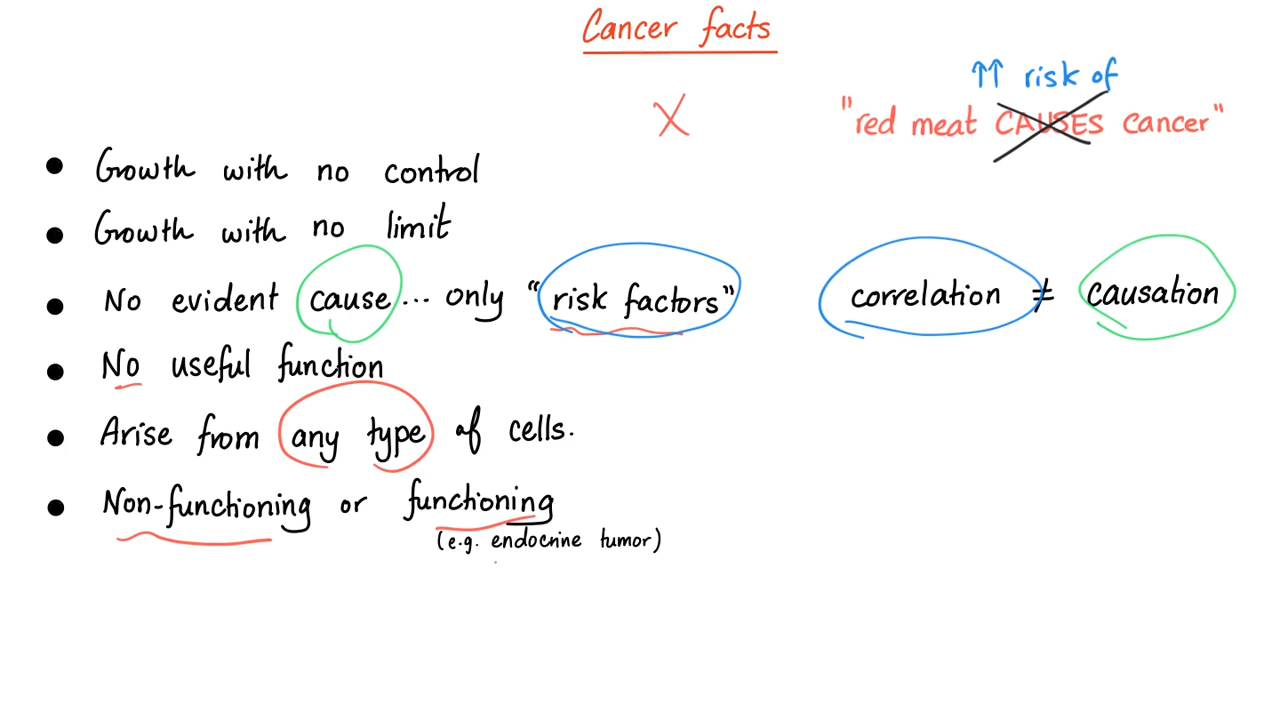 Cancer facts
↑↑ risk of
X
"red meat CAUSES cancer"
• Growth with no control
• Growth with no limit
• No evident cause... only "risk factors"
correlation ≠ causation
• No useful function
• Arise from any type of cells.
• Non-functioning or functioning
(e.g. endocrine tumor)